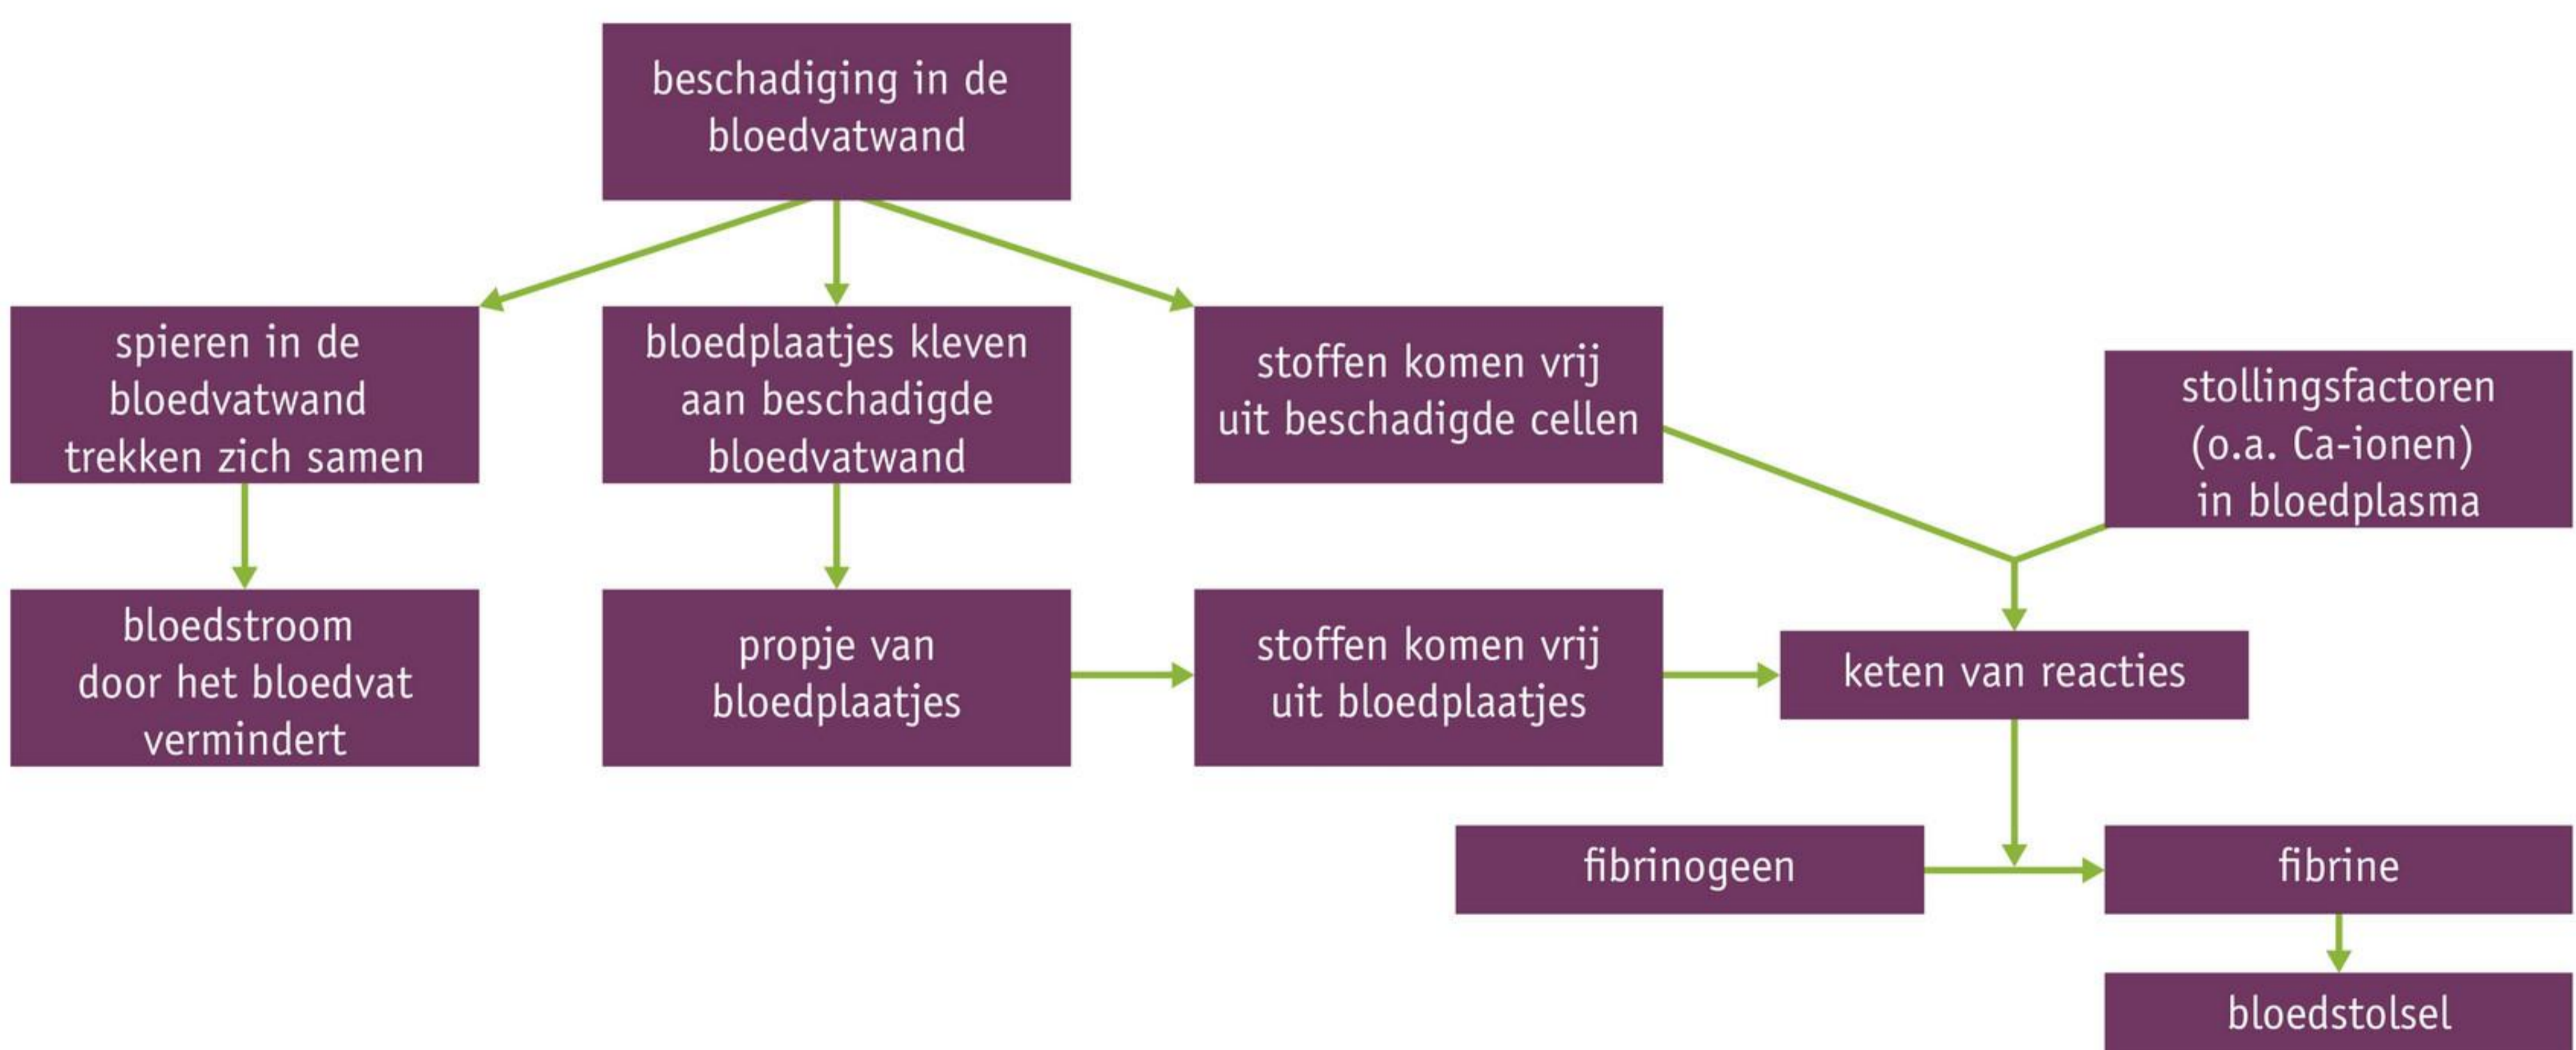 beschadiging in de
bloedvatwand
spieren in de
bloedvatwand
trekken zich samen
bloedplaatjes kleven
aan beschadigde
bloedvatwand
stoffen komen vrij
uit beschadigde cellen
stollingsfactoren
(o.a. Ca-ionen)
in bloedplasma
bloedstroom
door het bloedvat
vermindert
propje van
bloedplaatjes
stoffen komen vrij
uit bloedplaatjes
keten van reacties
fibrinogeen
fibrine
bloedstolsel